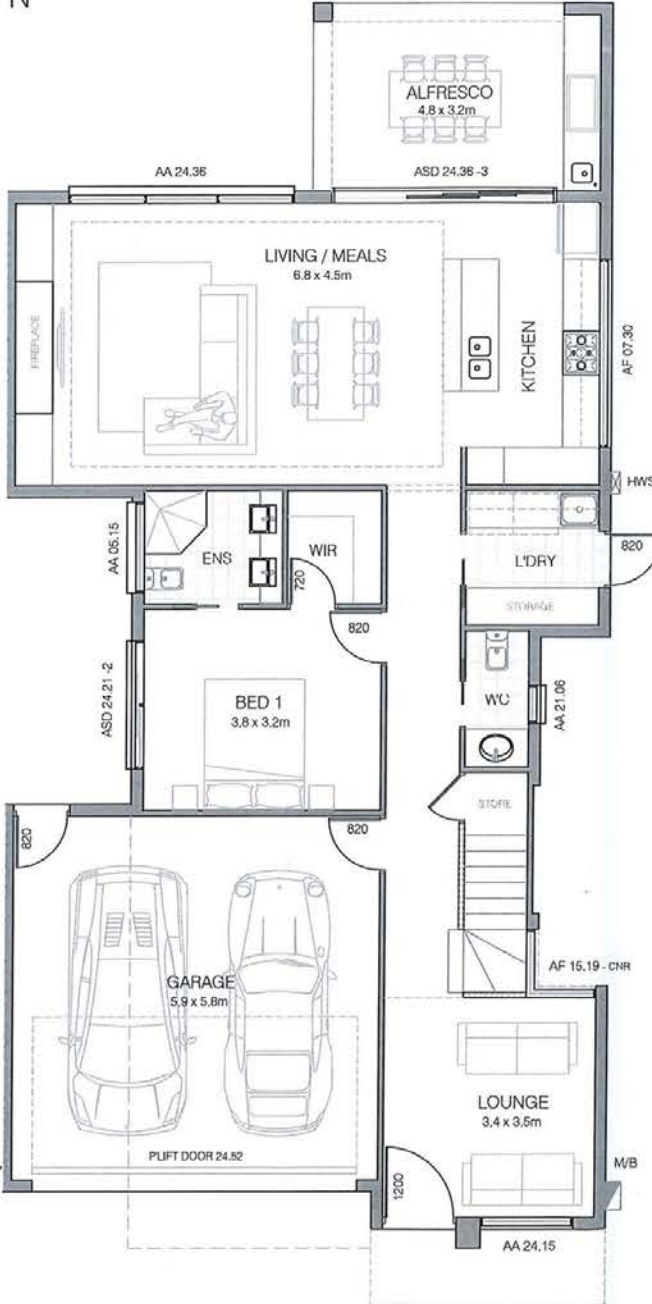 N
ALFRESCO
4.8 x 3.2m
AA 24.36
ASD 24.36 -3
LIVING / MEALS
6.8 x 4.5m
FIREPLACE
KITCHEN
AF 07.30
HWS
AA 05.15
ENS
WIR
720
L'DRY
820
STORAGE
820
ASD 24.21 -2
BED 1
3.8 x 3.2m
WC
AA 21.06
STORE
820
820
GARAGE
5.9 x 5.8m
AF 15.19 - CNR
LOUNGE
3.4 x 3.5m
P'LIFT DOOR 24.52
1200
M/B
AA 24.15